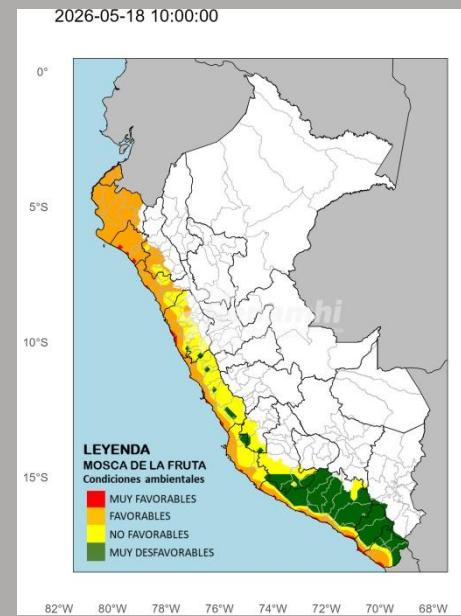 2026-05-18 10:00:00
0°
5°S
10°S
15°S
LEYENDA
MOSCA DE LA FRUTA
Condiciones ambientales
MUY FAVORABLES
FAVORABLES
NO FAVORABLES
MUY DESFAVORABLES
82°W 80°W 78°W 76°W 74°W 72°W 70°W 68°W